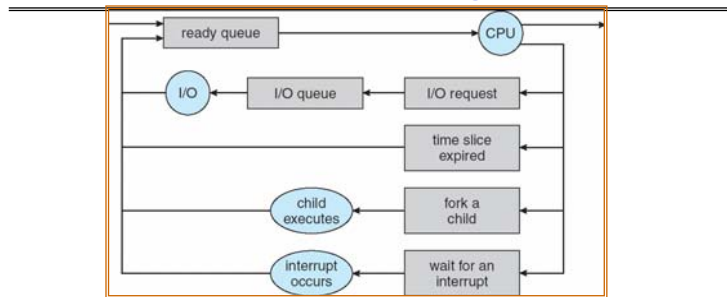 ready queue
CPU
I/O
I/O queue
I/O request
time slice
expired
child
executes
fork a
child
interrupt
occurs
wait for an
interrupt